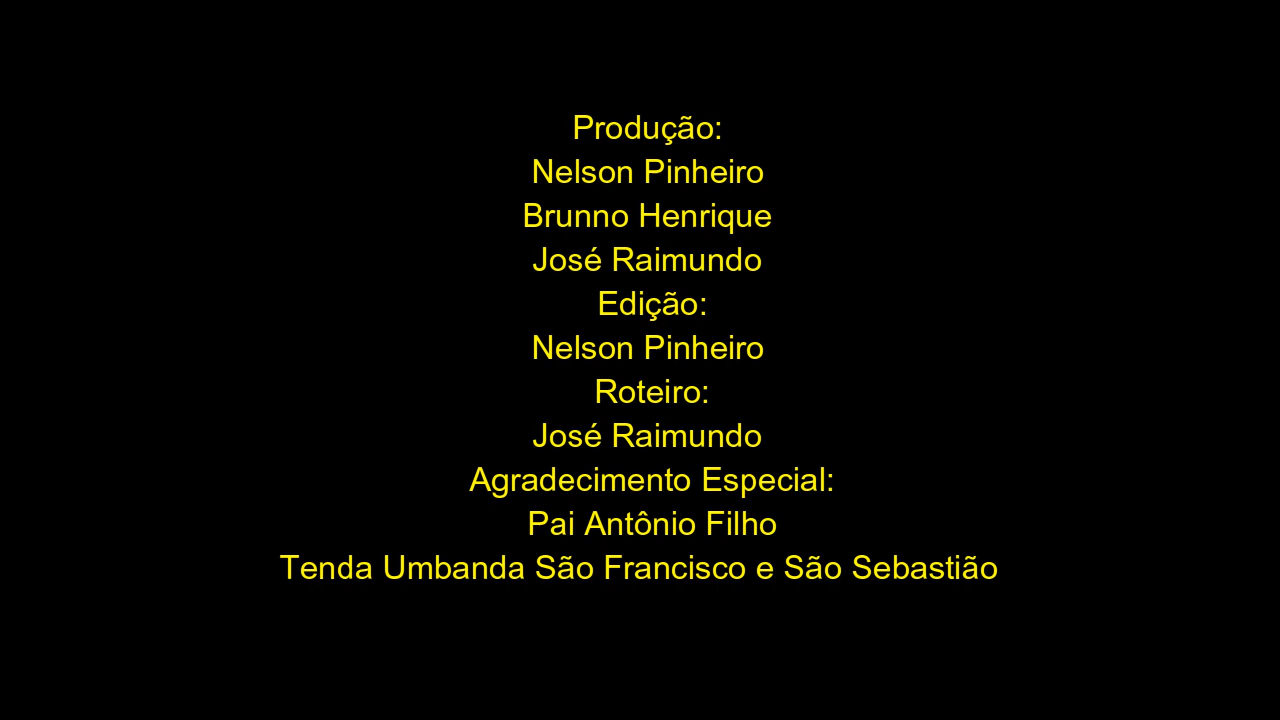 Produção:
Nelson Pinheiro
Brunno Henrique
José Raimundo
Edição:
Nelson Pinheiro
Roteiro:
José Raimundo
Agradecimento Especial:
Pai Antônio Filho
Tenda Umbanda São Francisco e São Sebastião